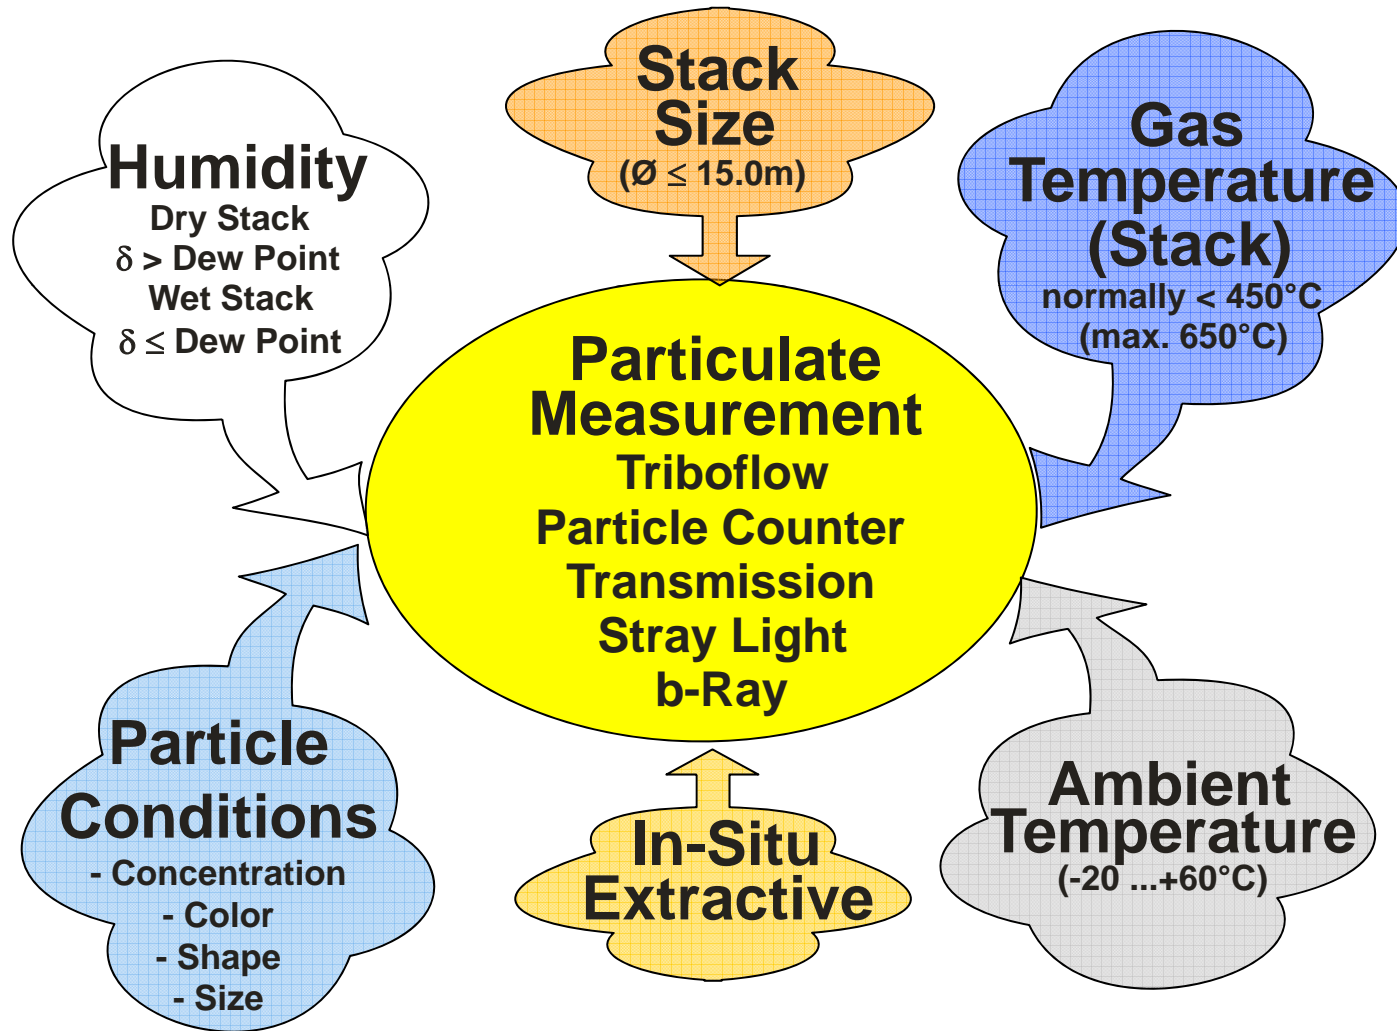 Stack
Size
(Ø ≤ 15.0m)
Humidity
Dry Stack
δ > Dew Point
Wet Stack
δ ≤ Dew Point
Gas
Temperature
(Stack)
normally < 450°C
(max. 650°C)
Particulate
Measurement
Triboflow
Particle Counter
Transmission
Stray Light
b-Ray
Particle
Conditions
- Concentration
- Color
- Shape
- Size
In-Situ
Extractive
Ambient
Temperature
(-20 ...+60°C)